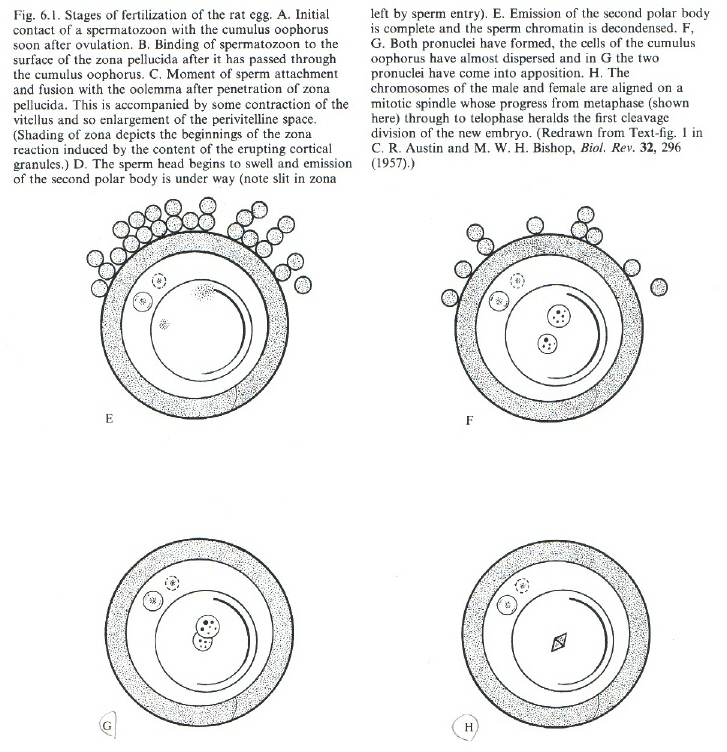 Fig. 6.1. Stages of fertilization of the rat egg. A. Initial
contact of a spermatozoon with the cumulus oophorus
soon after ovulation. B. Binding of spermatozoon to the
surface of the zona pellucida after it has passed through
the cumulus oophorus. C. Moment of sperm attachment
and fusion with the oolemma after penetration of zona
pellucida. This is accompanied by some contraction of the
vitellus and so enlargement of the perivitelline space.
(Shading of zona depicts the beginnings of the zona
reaction induced by the content of the erupting cortical
granules.) D. The sperm head begins to swell and emission
of the second polar body is under way (note slit in zona
left by sperm entry). E. Emission of the second polar body
is complete and the sperm chromatin is decondensed. F,
G. Both pronuclei have formed, the cells of the cumulus
oophorus have almost dispersed and in G the two
pronuclei have come into apposition. H. The
chromosomes of the male and female are aligned on a
mitotic spindle whose progress from metaphase (shown
here) through to telophase heralds the first cleavage
division of the new embryo. (Redrawn from Text-fig. 1 in
C. R. Austin and M. W. H. Bishop, Biol. Rev. 32, 296
(1957).)
E
F
G
H